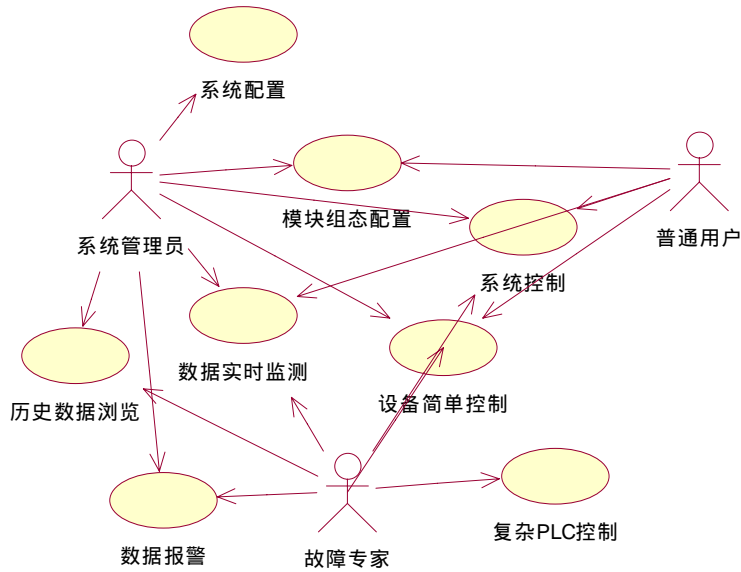 系统配置
模块组态配置
系统管理员
普通用户
系统控制
数据实时监测
设备简单控制
历史数据浏览
复杂PLC控制
数据报警
故障专家